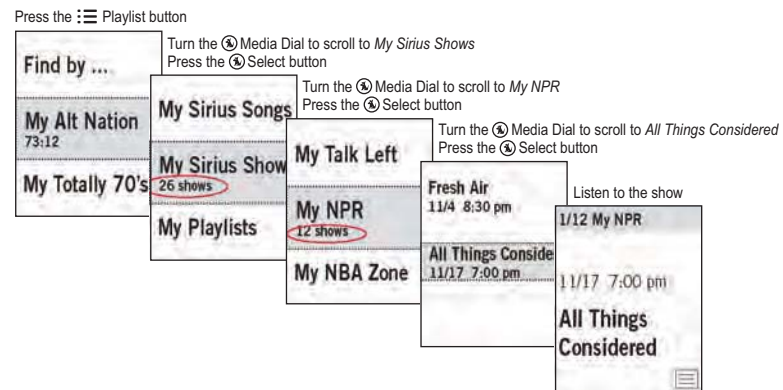 Press the Playlist button
Find by ...
My Alt Nation
73:12
My Totally 70's
Turn the Media Dial to scroll to My Sirius Shows
Press the Select button
My Sirius Songs
My Sirius Show
26 shows
My Playlists
Turn the Media Dial to scroll to My NPR
Press the Select button
My Talk Left
My NPR
12 shows
My NBA Zone
Turn the Media Dial to scroll to All Things Considered
Press the Select button
Fresh Air
11/4 8:30 pm
All Things Conside
11/17 7:00 pm
Listen to the show
1/12 My NPR
11/17 7:00 pm
All Things
Considered